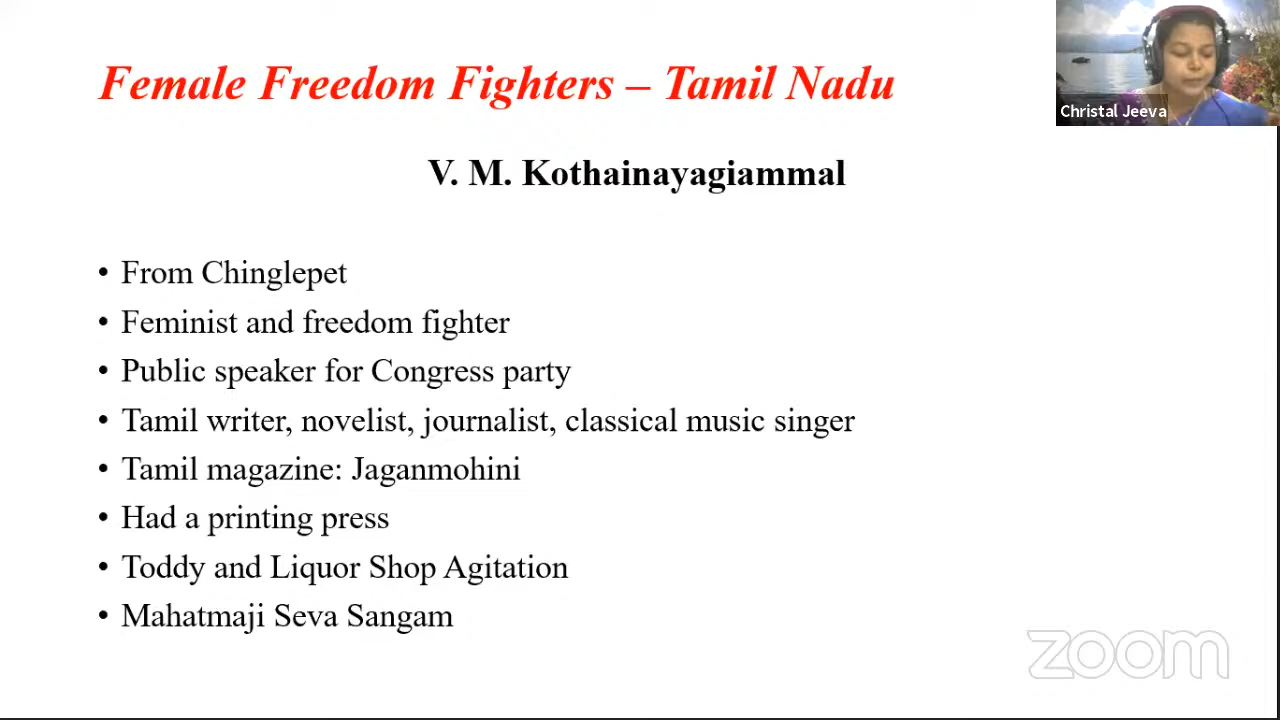 Female Freedom Fighters – Tamil Nadu
Christal Jeeva
V. M. Kothainayagiammal
• From Chinglepet
• Feminist and freedom fighter
• Public speaker for Congress party
• Tamil writer, novelist, journalist, classical music singer
• Tamil magazine: Jaganmohini
• Had a printing press
• Toddy and Liquor Shop Agitation
• Mahatmaji Seva Sangam
zoom